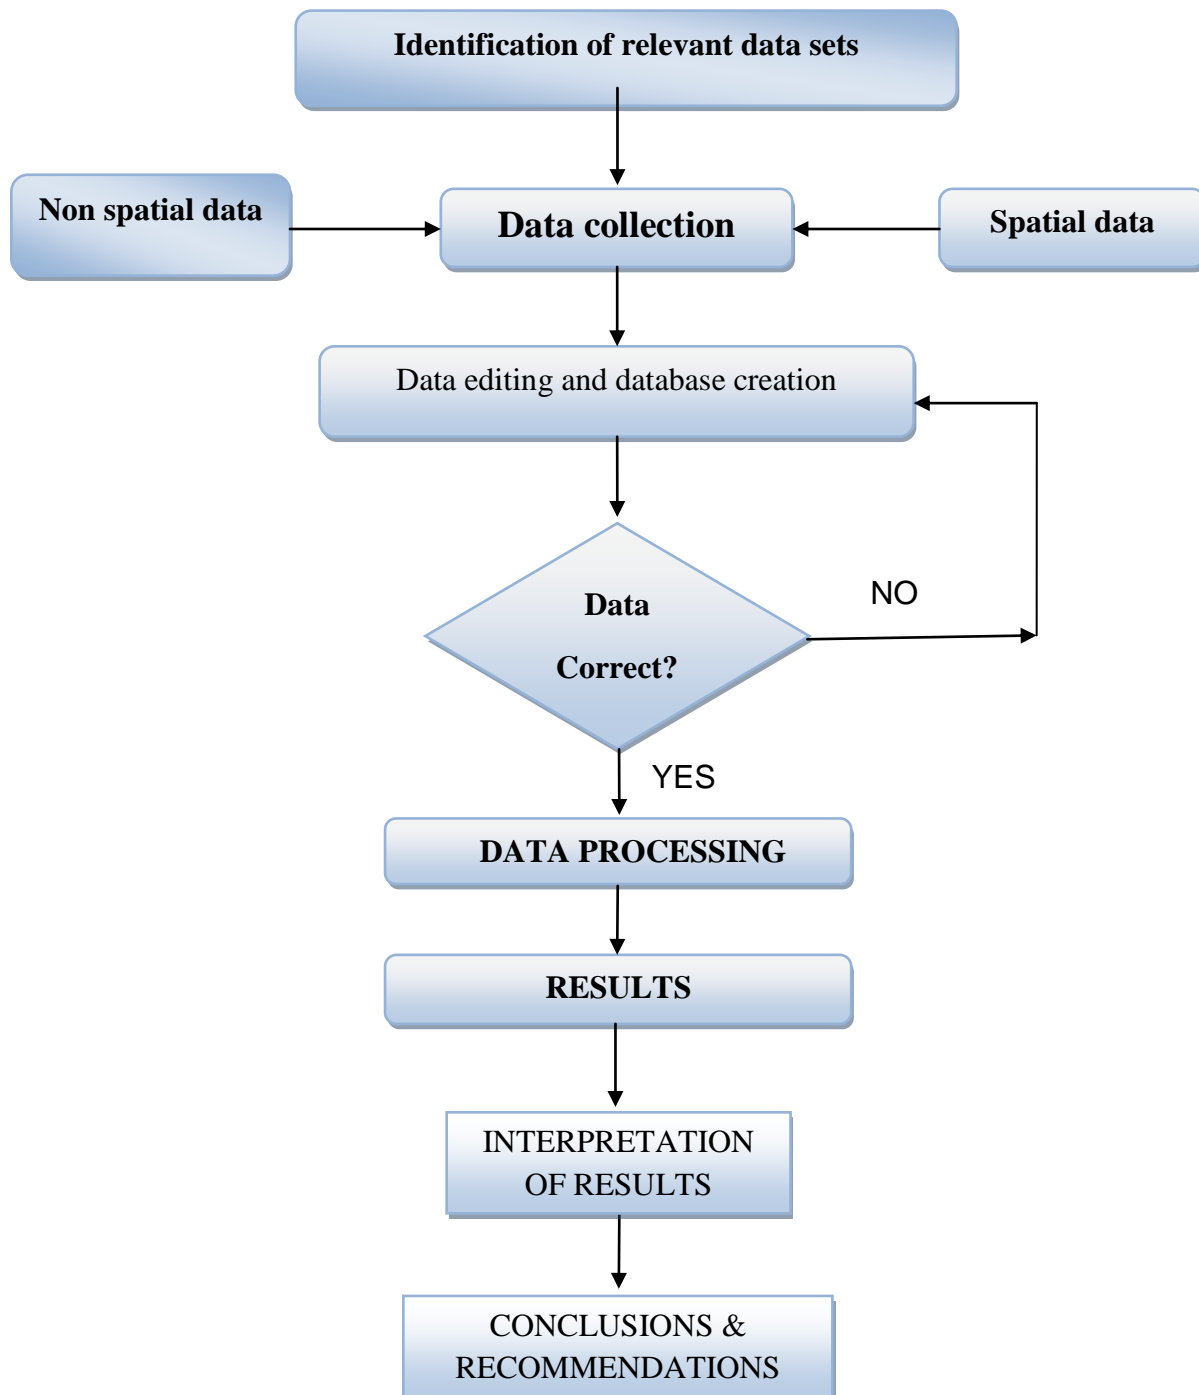 Identification of relevant data sets
Non spatial data
Data collection
Spatial data
Data editing and database creation
Data
Correct?
NO
YES
DATA PROCESSING
RESULTS
INTERPRETATION
OF RESULTS
CONCLUSIONS &
RECOMMENDATIONS